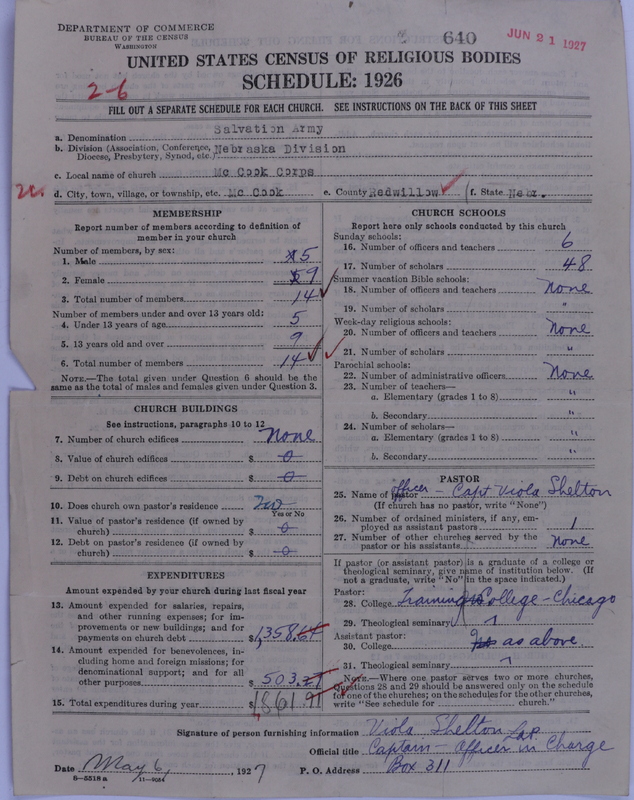 DEPARTMENT OF COMMERCE
BUREAU OF THE CENSUS
WASHINGTON
640
JUN 21 1927
UNITED STATES CENSUS OF RELIGIOUS BODIES
SCHEDULE: 1926
2-6
FILL OUT A SEPARATE SCHEDULE FOR EACH CHURCH. SEE INSTRUCTIONS ON THE BACK OF THIS SHEET
a. Denomination Salvation Army
b. Division (Association, Conference, Diocese, Presbytery, Synod, etc.) Nebraska Division
c. Local name of church Mc Cook Corps
d. City, town, village, or township, etc. Mc Cook e. County Redwillow f. State Nebr.
MEMBERSHIP
Report number of members according to definition of
member in your church
Number of members, by sex:
1. Male 5
2. Female 9
3. Total number of members 14
Number of members under and over 13 years old:
4. Under 13 years of age 5
5. 13 years old and over 9
6. Total number of members 14
NOTE.—The total given under Question 6 should be
same as the total of males and females given under Question 3.
CHURCH BUILDINGS
See instructions, paragraphs 10 to 12
7. Number of church edifices none
8. Value of church edifices $ 0
9. Debt on church edifices $ 0
10. Does church own pastor's residence? No
Yes or No
11. Value of pastor's residence (if owned by
church) $ 0
12. Debt on pastor's residence (if owned by
church) $ 0
EXPENDITURES
Amount expended by your church during last fiscal year
13. Amount expended for salaries, repairs,
and other running expenses; for im-
provements or new buildings; and for
payments on church debt $ 1,358.64
14. Amount expended for benevolences, in-
cluding home and foreign missions; for
denominational support; and for all
other purposes $ 503.27
15. Total expenditures during year $ 1861.91
CHURCH SCHOOLS
Report here only schools conducted by this church
Sunday schools:
16. Number of officers and teachers 6
17. Number of scholars 48
Summer vacation Bible schools:
18. Number of officers and teachers None
19. Number of scholars "
Week-day religious schools:
20. Number of officers and teachers None
21. Number of scholars "
Parochial schools:
22. Number of administrative officers None
23. Number of teachers—
a. Elementary (grades 1 to 8) "
b. Secondary "
24. Number of scholars—
a. Elementary (grades 1 to 8) "
b. Secondary "
PASTOR
25. Name of pastor officer – Capt Viola Shelton
(If church has no pastor, write "None")
26. Number of ordained ministers, if any, em-
ployed as assistant pastors 1
27. Number of other churches served by the
pastor or his assistants None
If pastor (or assistant pastor) is a graduate of a college or
theological seminary, give name of institution below. (If
not a graduate, write "No" in the space indicated.)
Pastor:
28. College Training College – Chicago
29. Theological seminary
Assistant pastor:
30. College as above
31. Theological seminary
NOTE.—Where one pastor serves two or more churches,
Questions 28 and 29 should be answered only on the schedule
for one of the churches; on the schedules for the other churches,
write "See schedule for church."
Signature of person furnishing information Viola Shelton
Official title Captain – Officer in Charge
Date May 6, 1927 P. O. Address Box 311
8-5518 a 11-9054